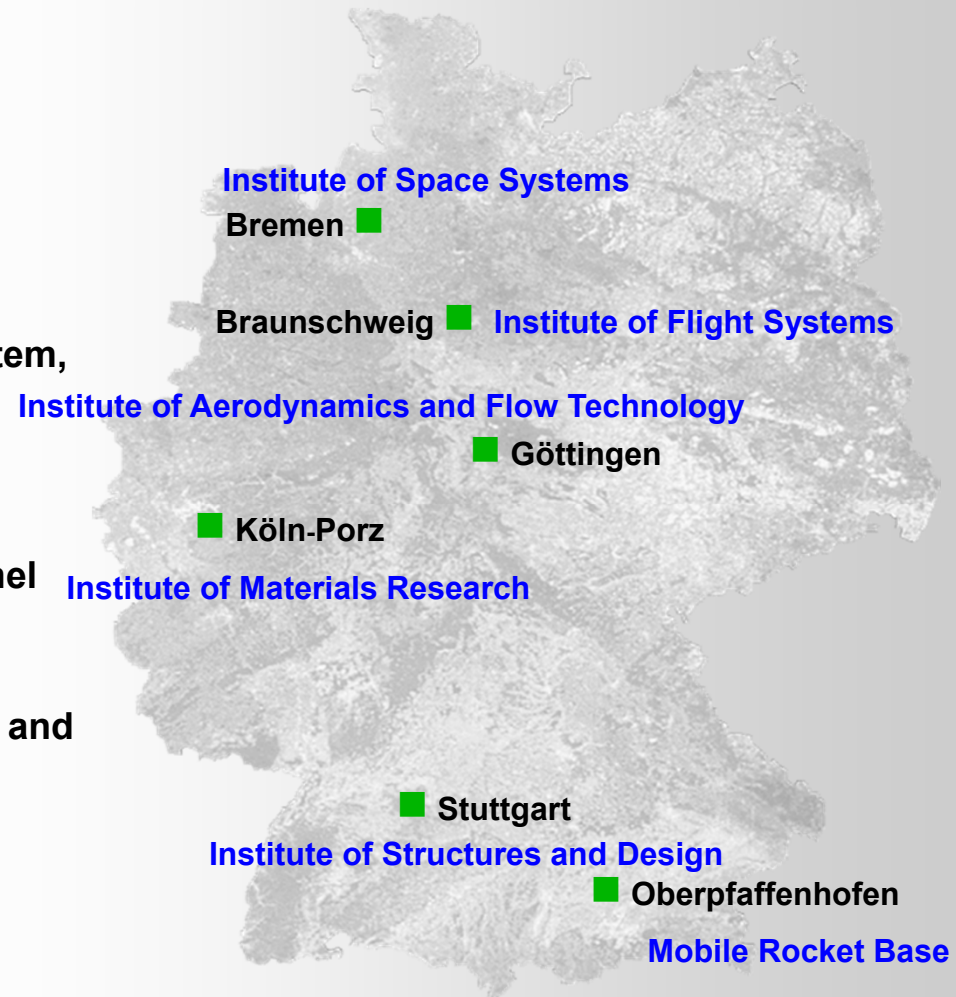 Institute of Space Systems
Bremen
Braunschweig Institute of Flight Systems
tem,
Institute of Aerodynamics and Flow Technology
Göttingen
Köln-Porz
nel
Institute of Materials Research
and
Stuttgart
Institute of Structures and Design
Oberpfaffenhofen
Mobile Rocket Base